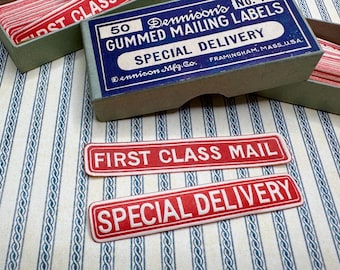 FIRST CLASS
50 Dennison's No.
GUMMED MAILING LABELS
SPECIAL DELIVERY
Dennison Mfg. Co. FRAMINGHAM, MASS., U.S.A.
FIRST CLASS MAIL
SPECIAL DELIVERY